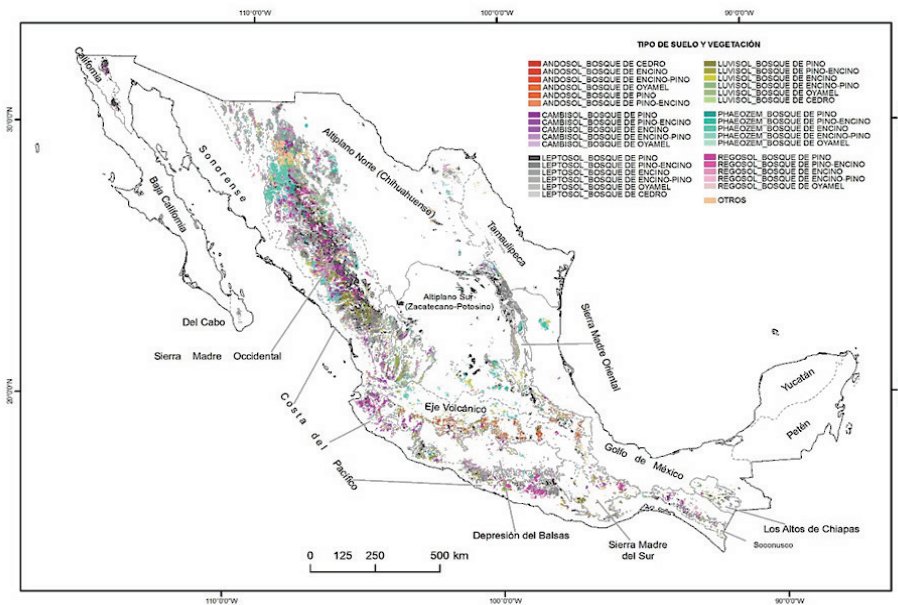 110°0'0"W 100°0'0"W 90°0'0"W
TIPO DE SUELO Y VEGETACIÓN
ANDOSOL_BOSQUE DE CEDRO
ANDOSOL_BOSQUE DE ENCINO
ANDOSOL_BOSQUE DE ENCINO-PINO
ANDOSOL_BOSQUE DE OYAMEL
ANDOSOL_BOSQUE DE PINO
ANDOSOL_BOSQUE DE PINO-ENCINO
CAMBISOL_BOSQUE DE PINO
CAMBISOL_BOSQUE DE PINO-ENCINO
CAMBISOL_BOSQUE DE ENCINO
CAMBISOL_BOSQUE DE ENCINO-PINO
CAMBISOL_BOSQUE DE OYAMEL
LEPTOSOL_BOSQUE DE PINO
LEPTOSOL_BOSQUE DE PINO-ENCINO
LEPTOSOL_BOSQUE DE ENCINO
LEPTOSOL_BOSQUE DE ENCINO-PINO
LEPTOSOL_BOSQUE DE OYAMEL
LEPTOSOL_BOSQUE DE CEDRO
LUVISOL_BOSQUE DE PINO
LUVISOL_BOSQUE DE PINO-ENCINO
LUVISOL_BOSQUE DE ENCINO
LUVISOL_BOSQUE DE ENCINO-PINO
LUVISOL_BOSQUE DE OYAMEL
LUVISOL_BOSQUE DE CEDRO
PHAEOZEM_BOSQUE DE PINO
PHAEOZEM_BOSQUE DE PINO-ENCINO
PHAEOZEM_BOSQUE DE ENCINO
PHAEOZEM_BOSQUE DE ENCINO-PINO
PHAEOZEM_BOSQUE DE OYAMEL
REGOSOL_BOSQUE DE PINO
REGOSOL_BOSQUE DE PINO-ENCINO
REGOSOL_BOSQUE DE ENCINO
REGOSOL_BOSQUE DE ENCINO-PINO
REGOSOL_BOSQUE DE OYAMEL
OTROS
California
30°0'0"N
Sonorense
Altiplano Norte (Chihuahuense)
Baja California
Tamaulipeca
Altiplano Sur
(Zacatecano-Potosino)
Del Cabo
Sierra Madre Occidental
Sierra Madre Oriental
20°0'0"N
Costa del Pacífico
Eje Volcánico
Yucatán
Petén
Golfo de México
Depresión del Balsas
Sierra Madre
del Sur
Los Altos de Chiapas
Soconusco
0 125 250 500 km
110°0'0"W 100°0'0"W 90°0'0"W